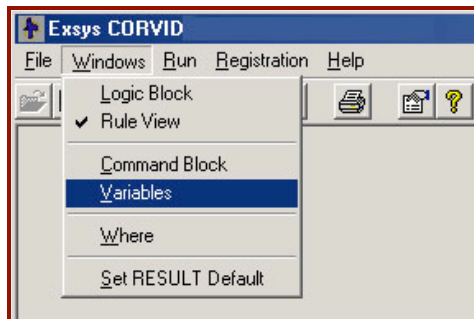 Exsys CORVID
File Windows Run Registration Help
Logic Block
✓ Rule View
Command Block
Variables
Where
Set RESULT Default